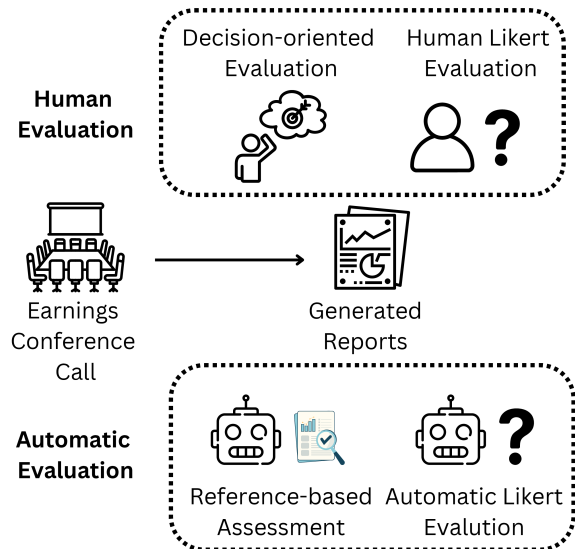 Decision-oriented
Evaluation
Human Likert
Evaluation
Human
Evaluation
Earnings
Conference
Call
Generated
Reports
Automatic
Evaluation
Reference-based
Assessment
Automatic Likert
Evalution